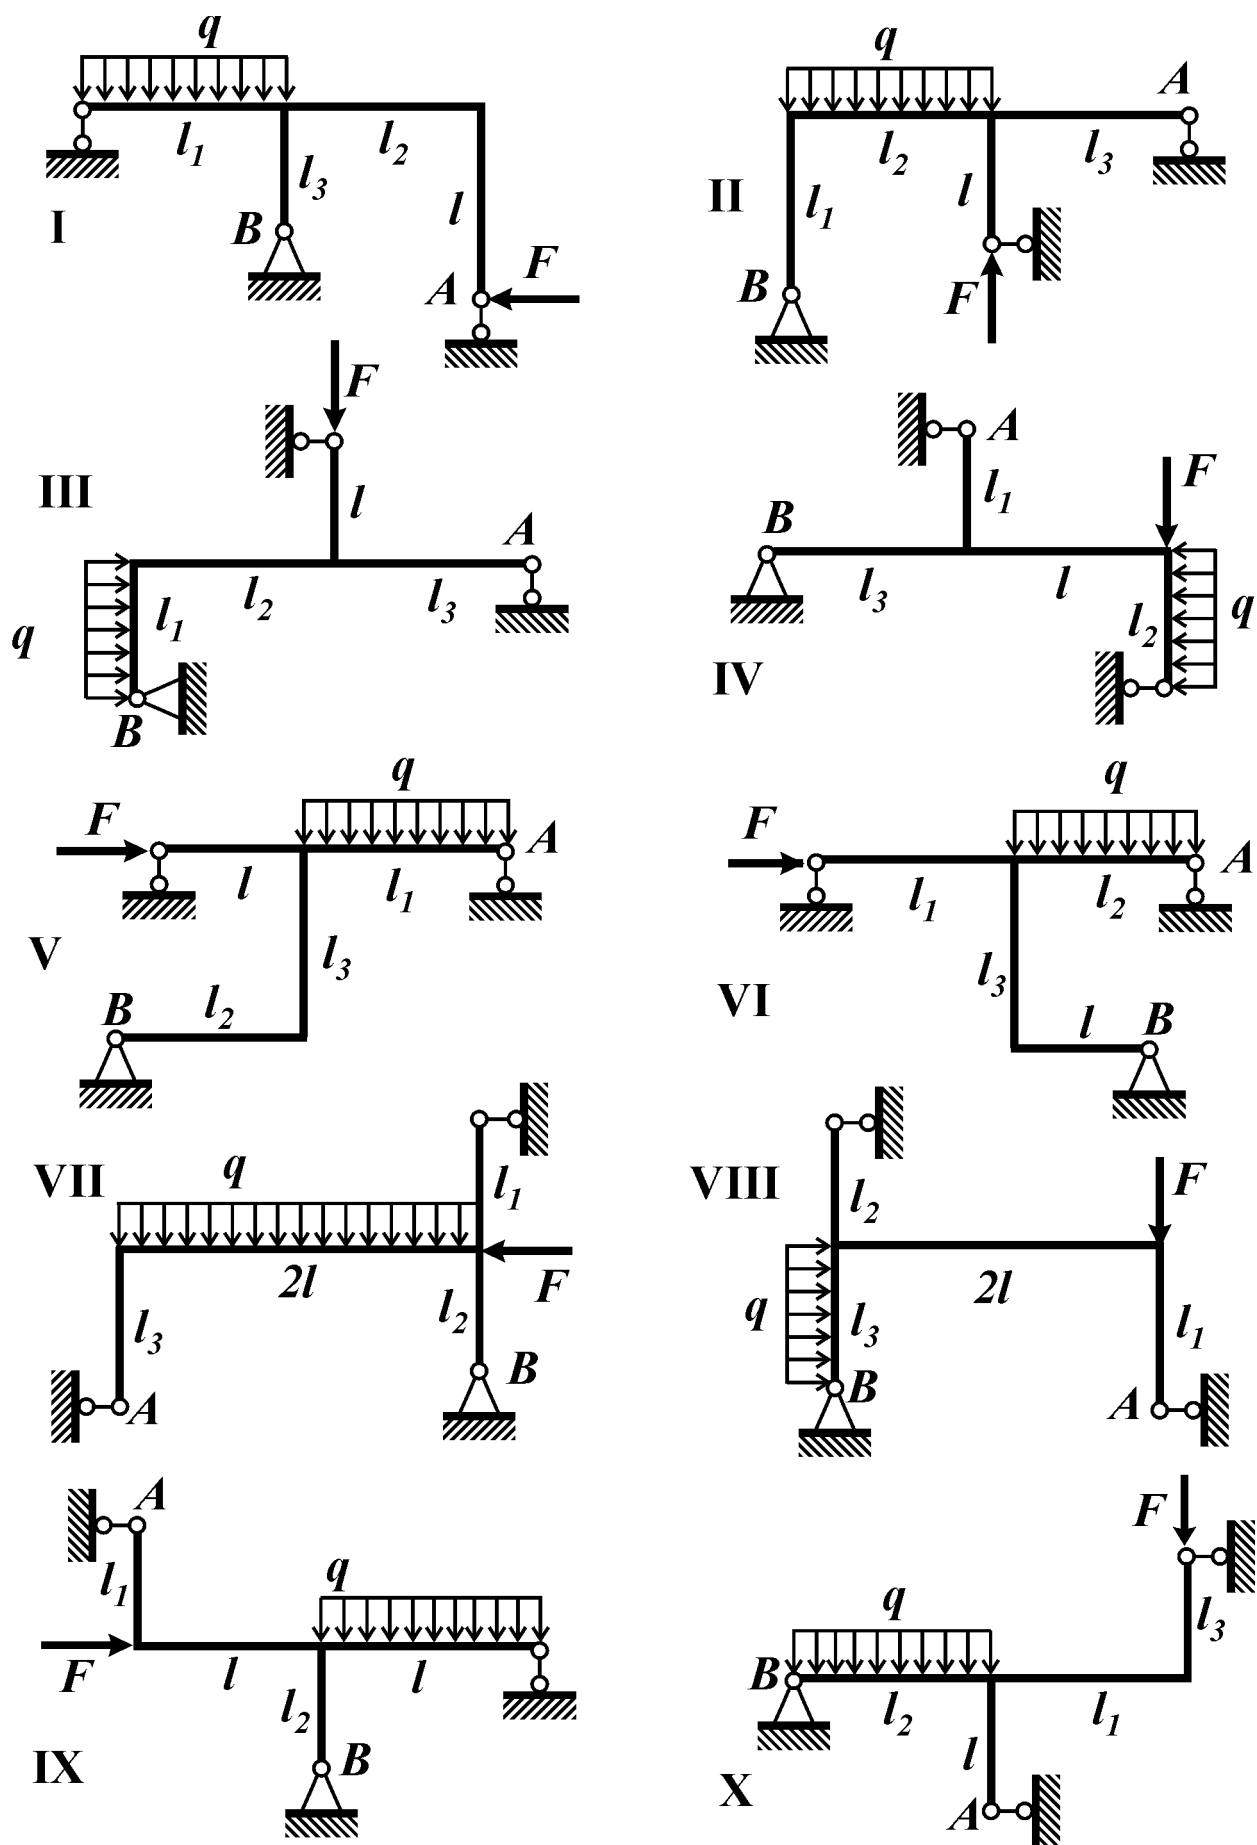 q
l₁ l₂
l₃
l
I
B
A F
q
A
l₂ l₃
II
l₁
l
B
F
F
III
l
A
l₂ l₃
q
l₁
B
A
F
l₁
B
l₃ l
l₂
q
IV
q
F
A
l l₁
V
l₃
B
l₂
q
F
A
l₁ l₂
VI
l₃
l
B
VII
q
l₁
2l
F
l₃
l₂
A
B
VIII
l₂
F
2l
q
l₃
l₁
B
A
A
l₁
q
F
l l
l₂
IX
B
F
l₃
q
B
l₂ l₁
l
X
A